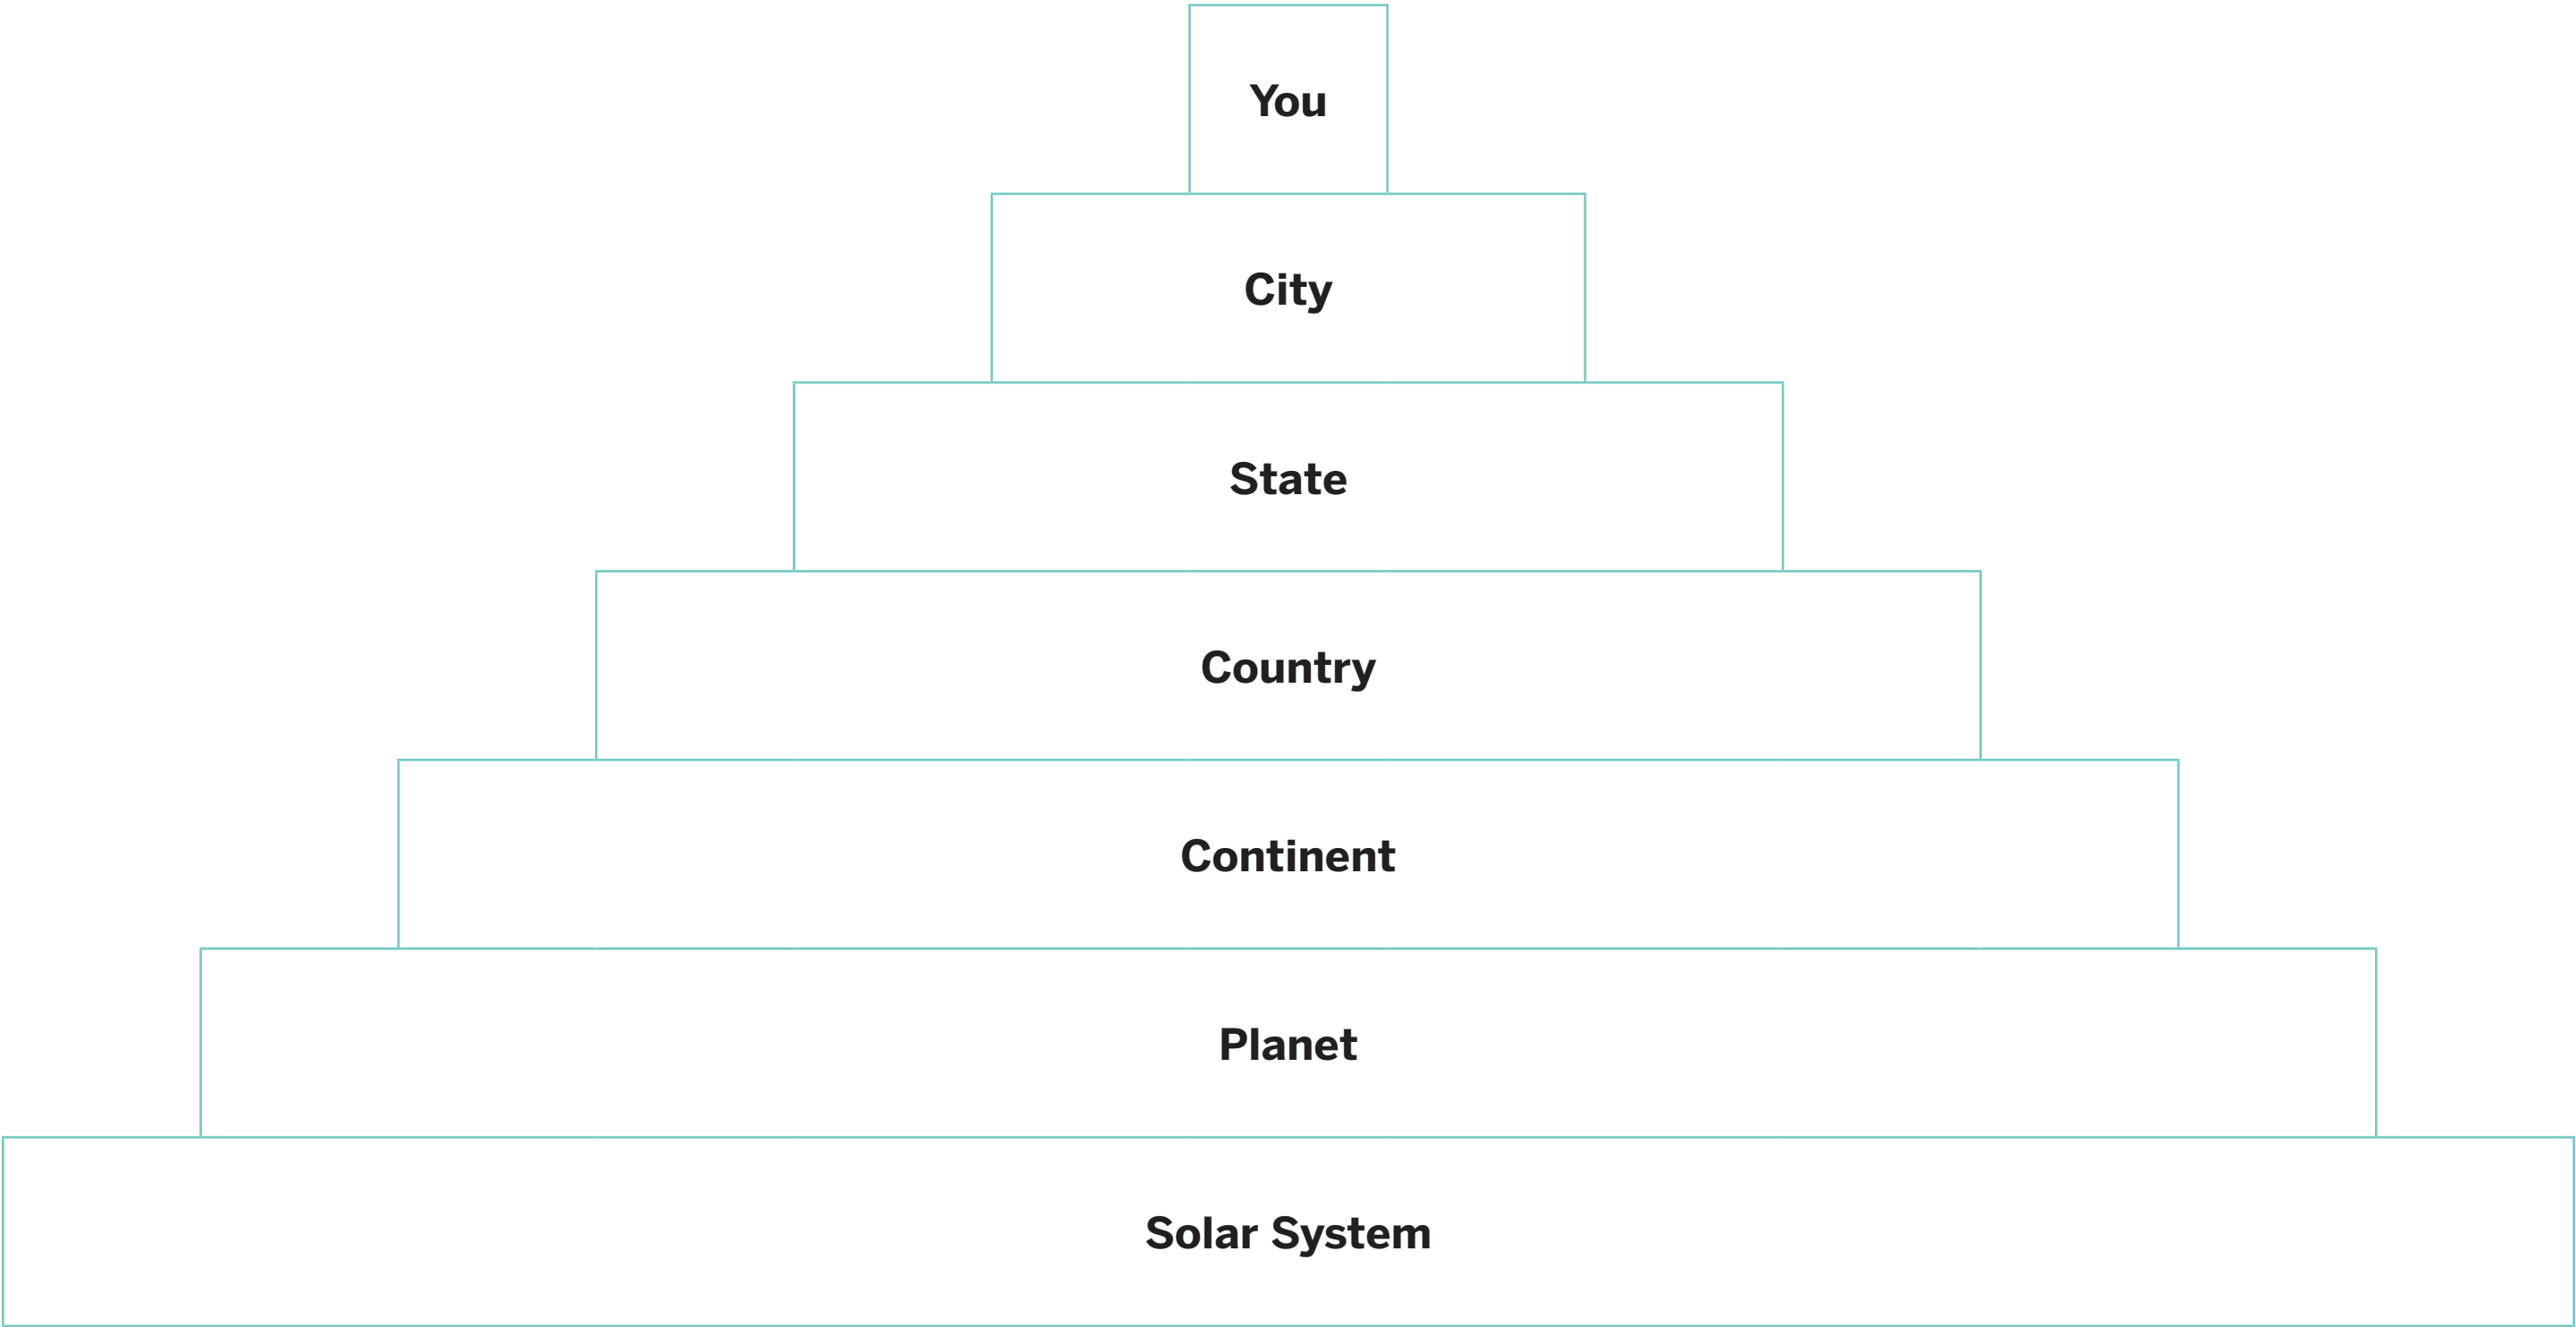 You
City
State
Country
Continent
Planet
Solar System